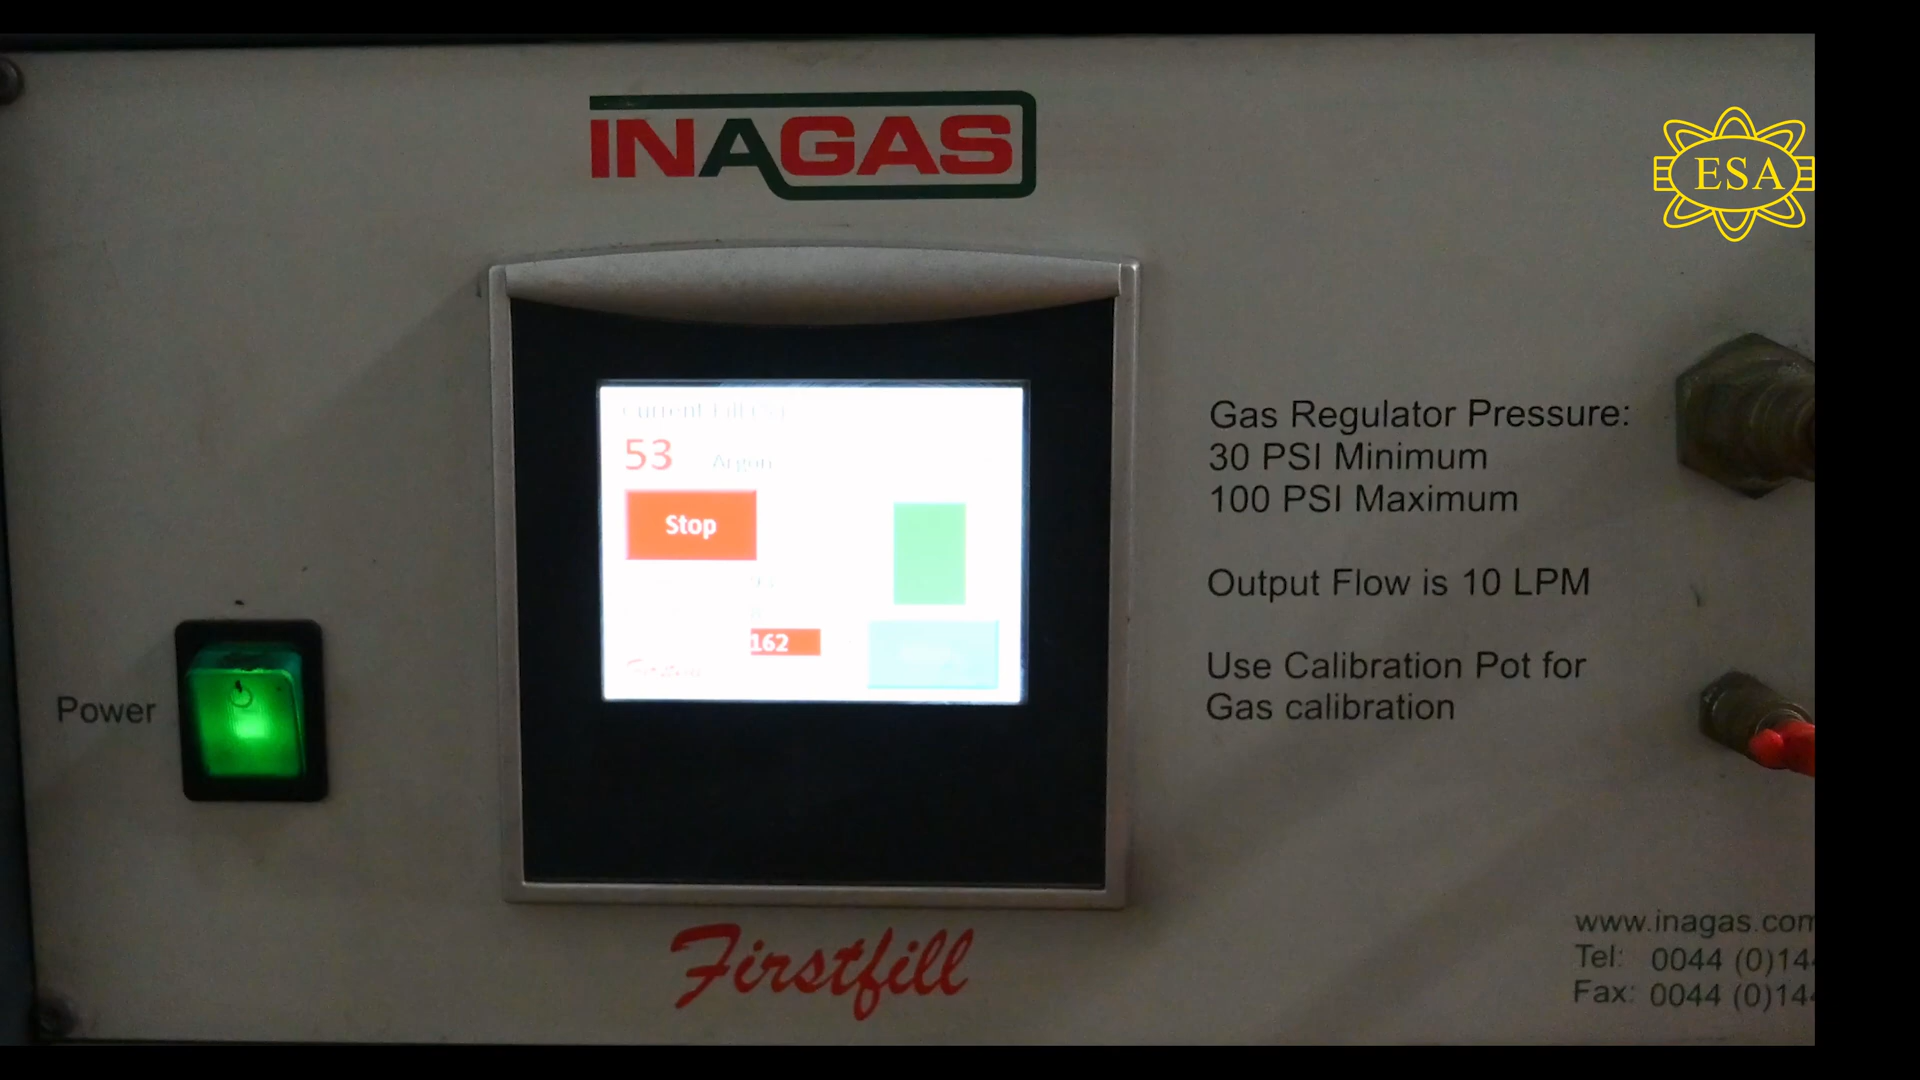 INAGAS
ESA
Current Fill
53
Argon
Stop
162
Gas Regulator Pressure:
30 PSI Minimum
100 PSI Maximum
Output Flow is 10 LPM
Use Calibration Pot for
Gas calibration
Power
Firstfill
www.inagas.com
Tel: 0044 (0)14
Fax: 0044 (0)14